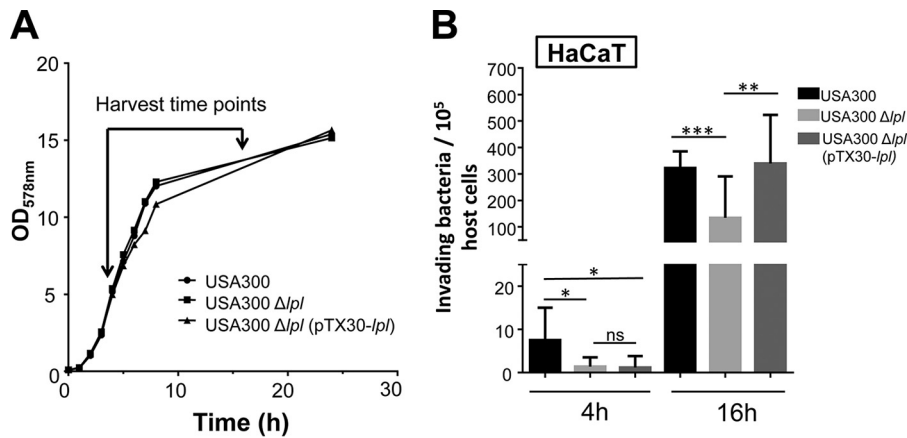 A
20
15
10
5
0
OD578nm
Harvest time points
USA300
USA300 Δlpl
USA300 Δlpl (pTX30-lpl)
0
10
20
30
Time (h)
B
HaCaT
Invading bacteria / 10⁵
host cells
700
600
500
400
300
200
100
20
10
0
*
*
ns
***
**
4h
16h
USA300
USA300 Δlpl
USA300 Δlpl
(pTX30-lpl)